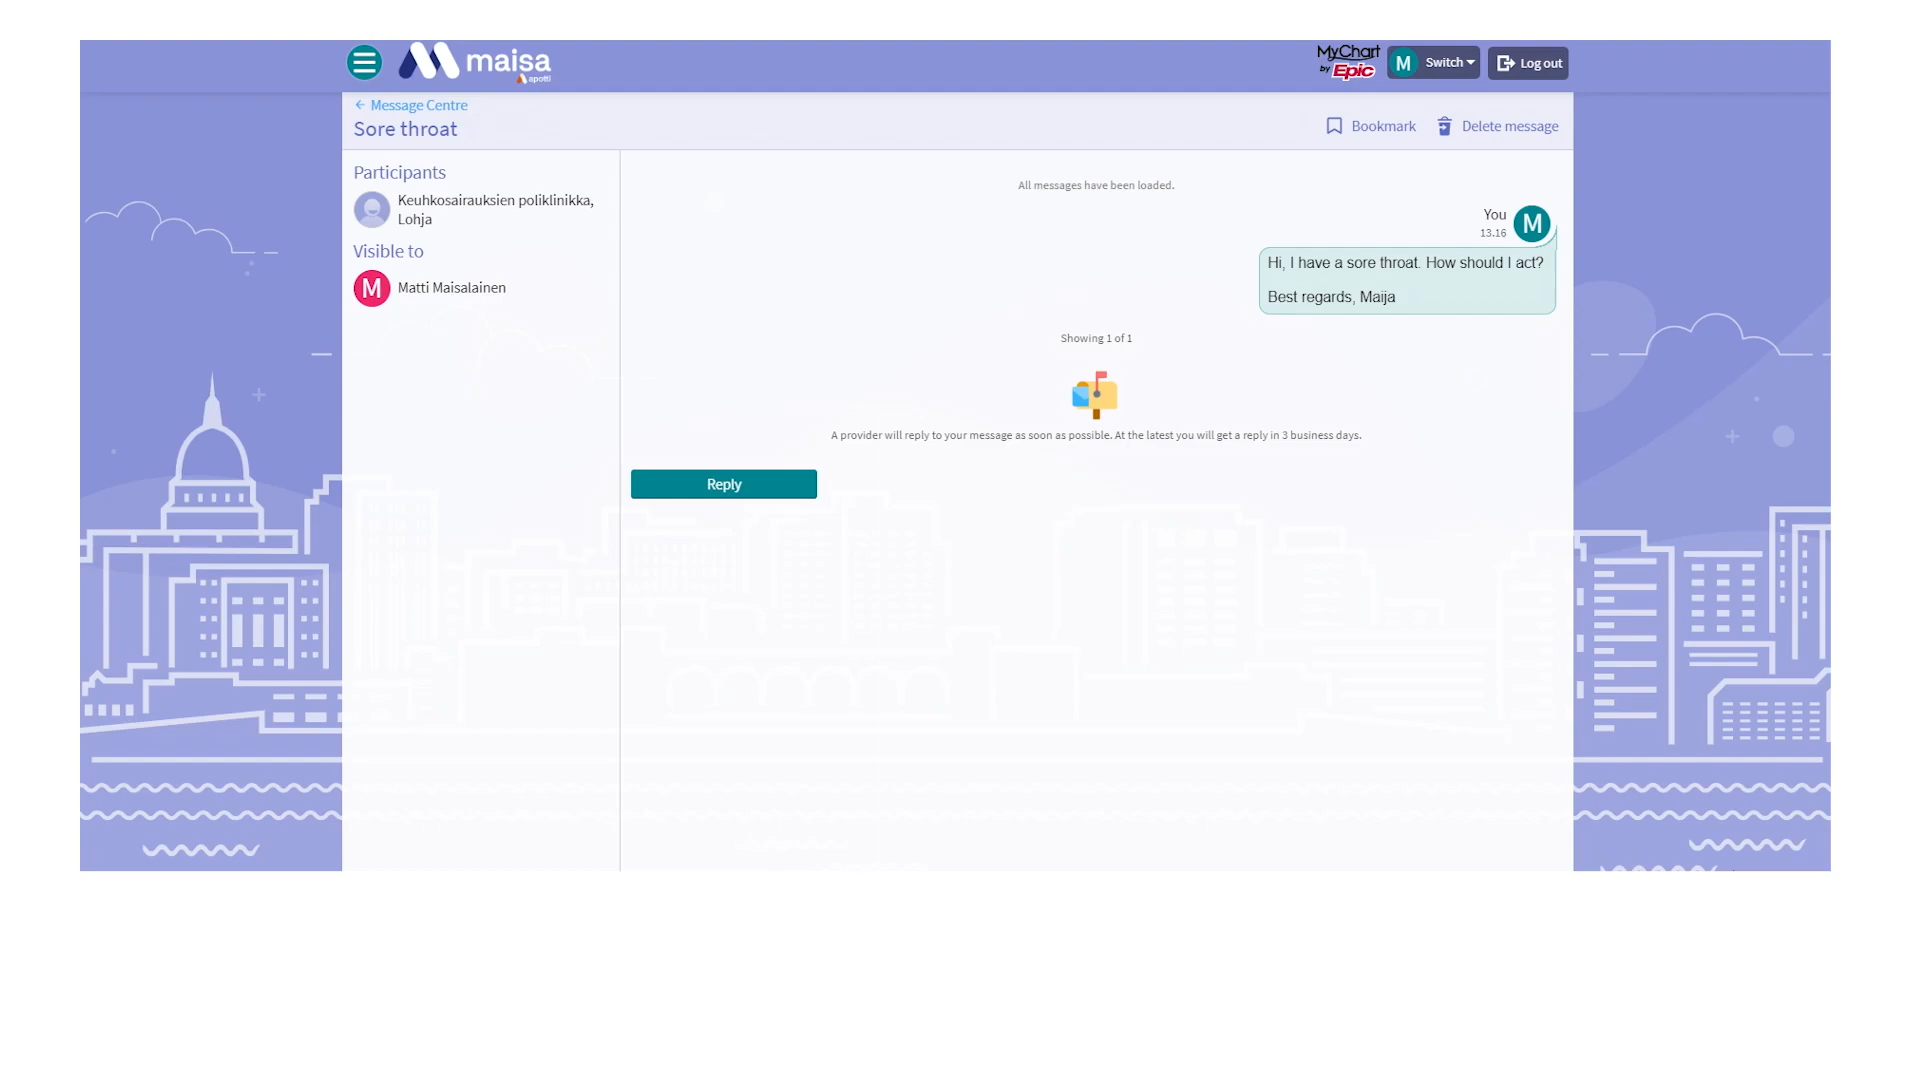 maisa
apotti
MyChart
by Epic
M
Switch
Log out
Message Centre
Sore throat
Bookmark
Delete message
Participants
Keuhkosairauksien poliklinikka,
Lohja
Visible to
M
Matti Maisalainen
All messages have been loaded.
You
13.16
M
Hi, I have a sore throat. How should I act?
Best regards, Maija
Showing 1 of 1
A provider will reply to your message as soon as possible. At the latest you will get a reply in 3 business days.
Reply